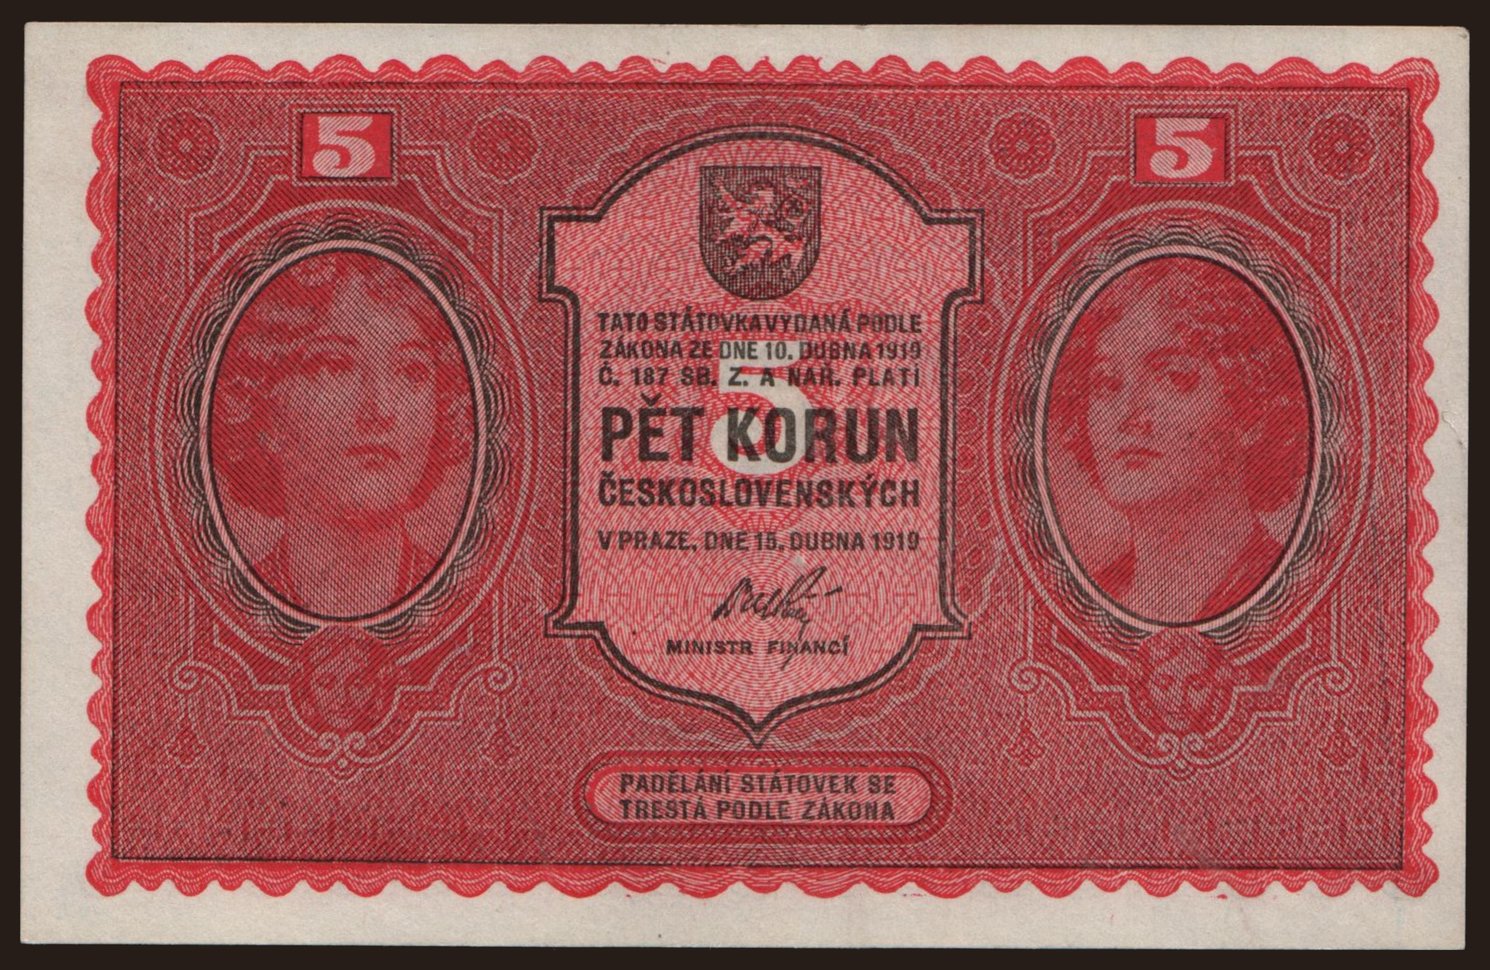 5
5
TATO STÁTOVKA VYDANÁ PODLE
ZÁKONA ZE DNE 10. DUBNA 1919
Č. 187 SB. Z. A NAŘ. PLATÍ
5
PĚT KORUN
ČESKOSLOVENSKÝCH
V PRAZE, DNE 15. DUBNA 1919
MINISTR FINANCÍ
PADĚLÁNÍ STÁTOVEK SE
TRESTÁ PODLE ZÁKONA